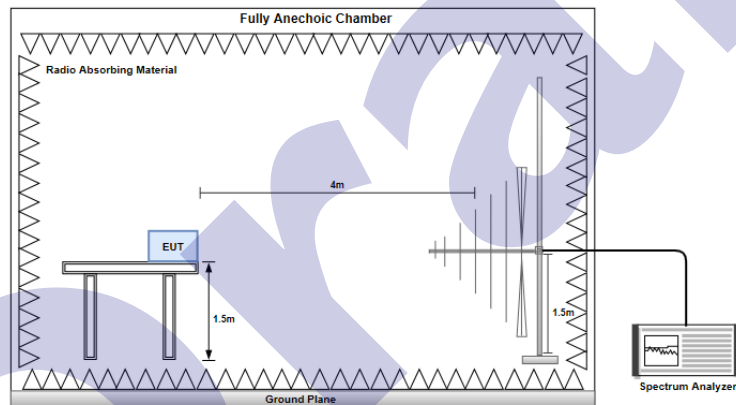 Fully Anechoic Chamber
Radio Absorbing Material
4m
EUT
1.5m
1.5m
Spectrum Analyzer
Ground Plane